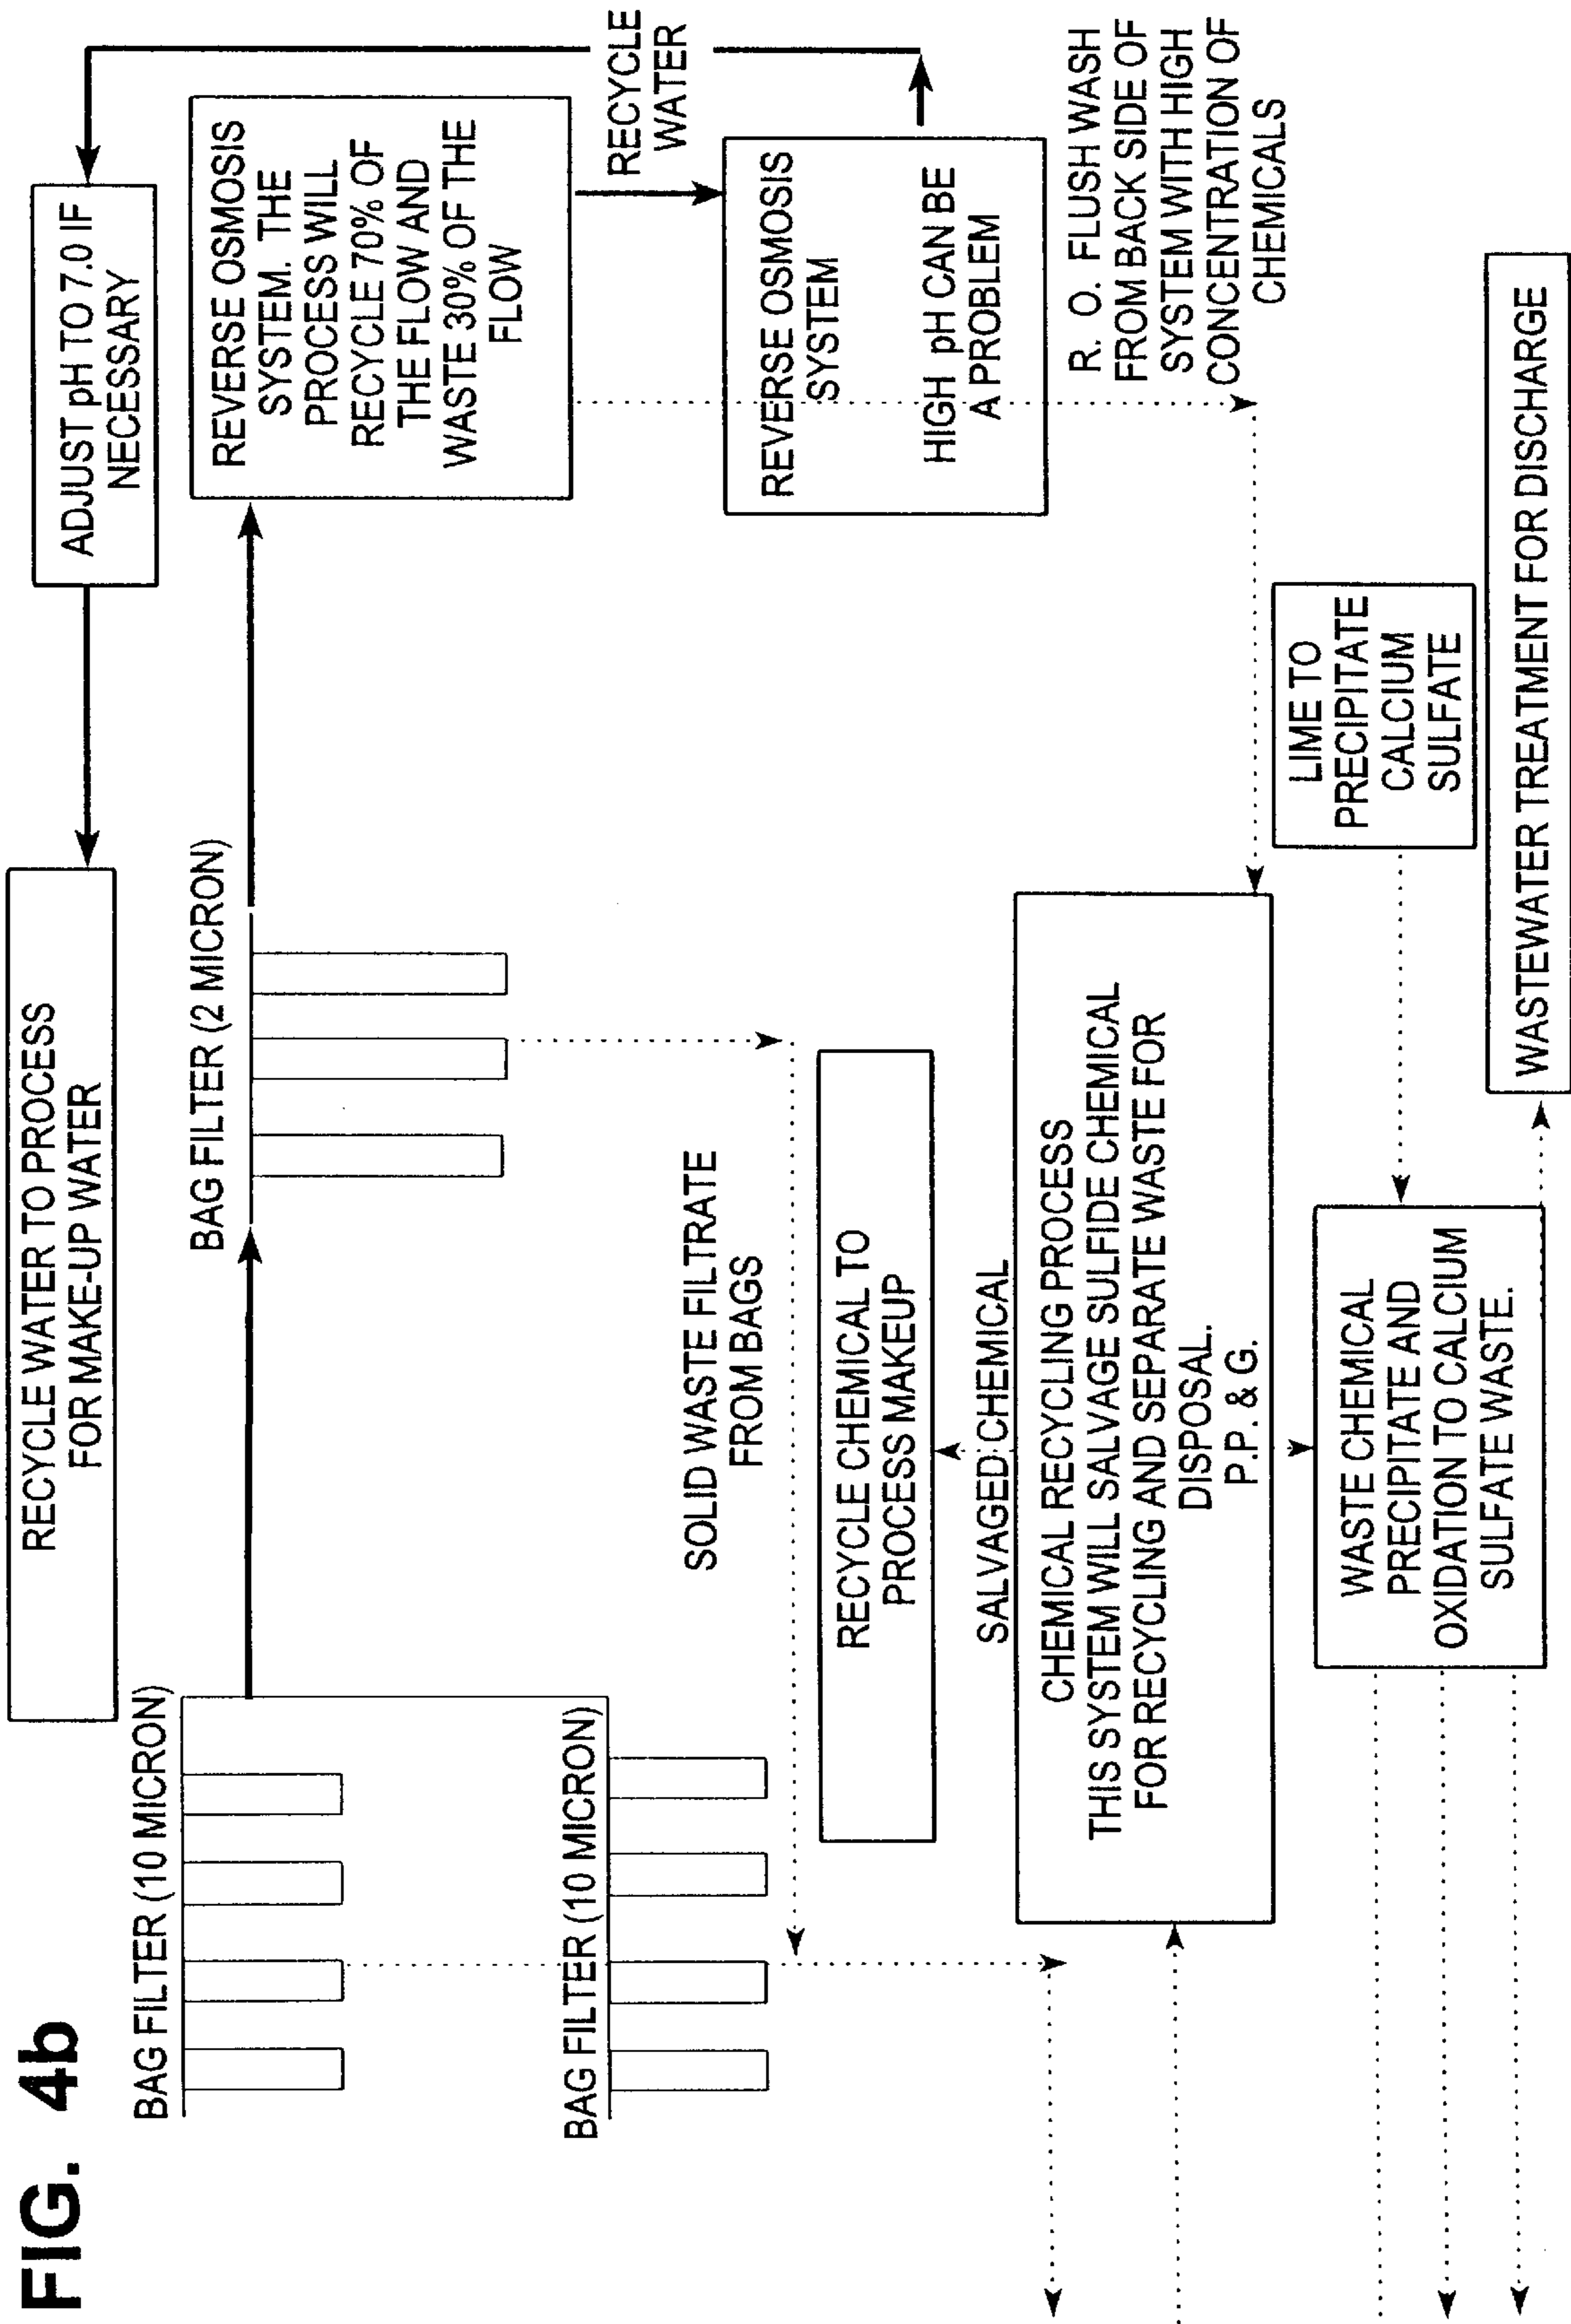 FIG. 4b
RECYCLE WATER TO PROCESS
FOR MAKE-UP WATER
ADJUST pH TO 7.0 IF
NECESSARY
BAG FILTER (10 MICRON)
BAG FILTER (2 MICRON)
REVERSE OSMOSIS
SYSTEM. THE
PROCESS WILL
RECYCLE 70% OF
THE FLOW AND
WASTE 30% OF THE
FLOW
RECYCLE
WATER
BAG FILTER (10 MICRON)
SOLID WASTE FILTRATE
FROM BAGS
REVERSE OSMOSIS
SYSTEM
HIGH pH CAN BE
A PROBLEM
RECYCLE CHEMICAL TO
PROCESS MAKEUP
SALVAGED CHEMICAL
R. O. FLUSH WASH
FROM BACK SIDE OF
SYSTEM WITH HIGH
CONCENTRATION OF
CHEMICALS
CHEMICAL RECYCLING PROCESS
THIS SYSTEM WILL SALVAGE SULFIDE CHEMICAL
FOR RECYCLING AND SEPARATE WASTE FOR
DISPOSAL.
P.P. & G.
LIME TO
PRECIPITATE
CALCIUM
SULFATE
WASTE CHEMICAL
PRECIPITATE AND
OXIDATION TO CALCIUM
SULFATE WASTE.
WASTEWATER TREATMENT FOR DISCHARGE